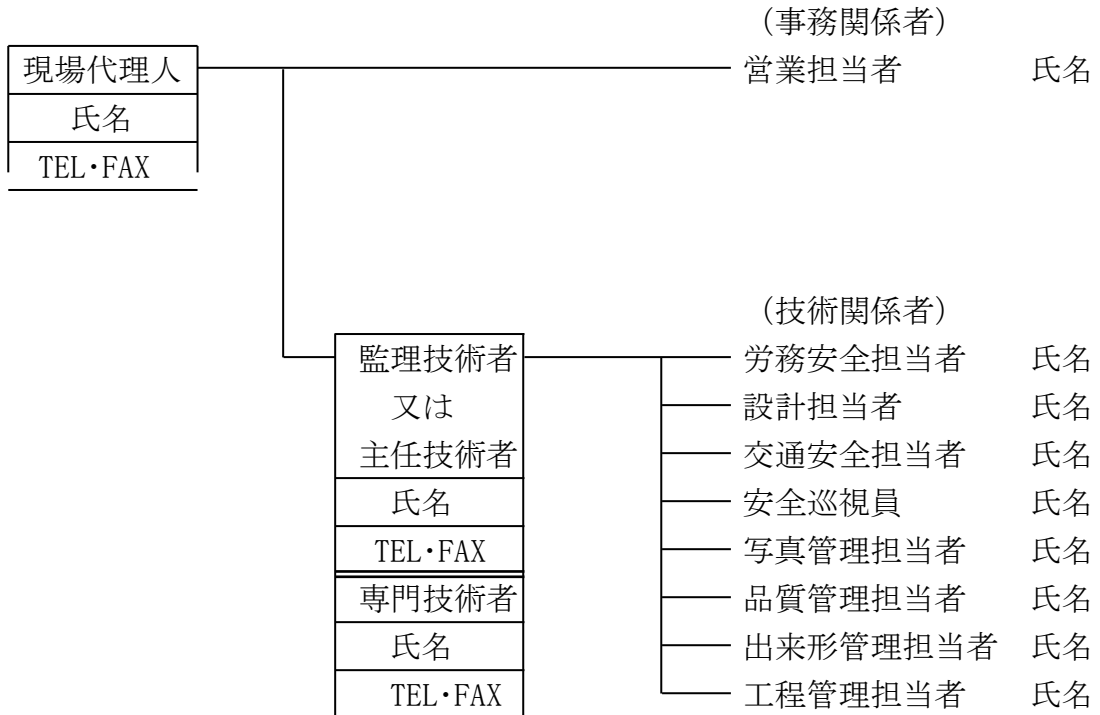 （事務関係者）
現場代理人 営業担当者 氏名
氏名
TEL･FAX
（技術関係者）
監理技術者 労務安全担当者 氏名
又は 設計担当者 氏名
主任技術者 交通安全担当者 氏名
氏名 安全巡視員 氏名
TEL･FAX 写真管理担当者 氏名
専門技術者 品質管理担当者 氏名
氏名 出来形管理担当者 氏名
TEL･FAX 工程管理担当者 氏名